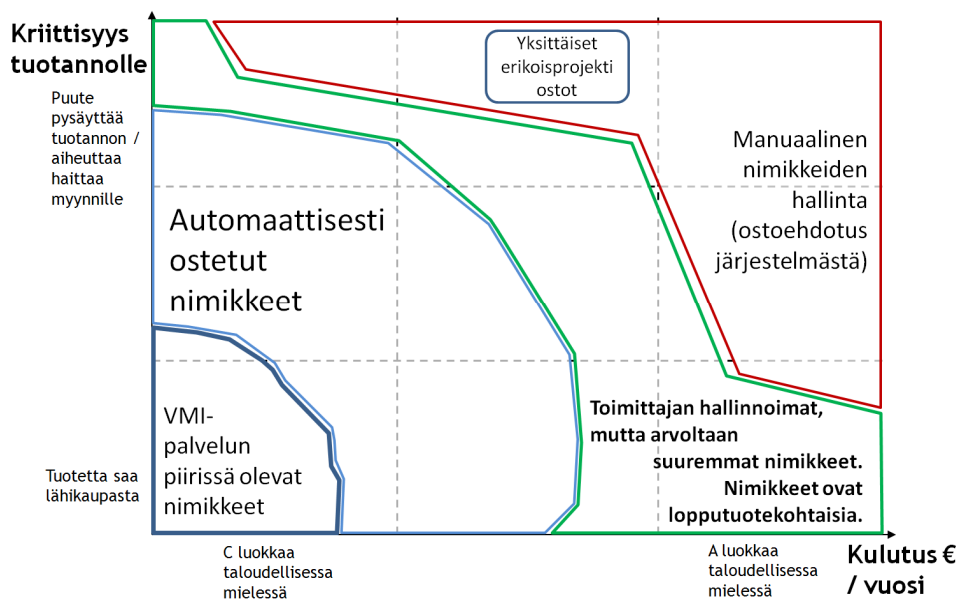 Kriittisyys
tuotannolle
Puute
pysäyttää
tuotannon /
aiheuttaa
haittaa
myynnille
Yksittäiset
erikoisprojekti
ostot
Manuaalinen
nimikkeiden
hallinta
(ostoehdotus
järjestelmästä)
Automaattisesti
ostetut
nimikkeet
VMI-
palvelun
piirissä olevat
nimikkeet
Toimittajan hallinnoimat,
mutta arvoltaan
suuremmat nimikkeet.
Nimikkeet ovat
lopputuotekohtaisia.
Tuotetta saa
lähikaupasta
C luokkaa
taloudellisessa
mielessä
A luokkaa
taloudellisessa
mielessä
Kulutus €
/ vuosi